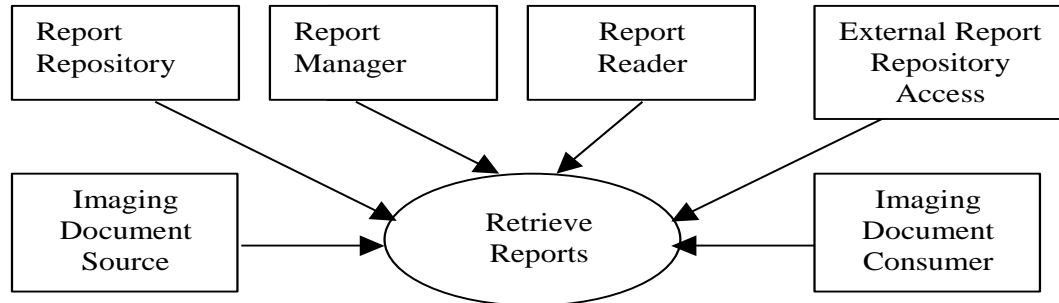 Report
Repository
Report
Manager
Report
Reader
External Report
Repository
Access
Imaging
Document
Source
Retrieve
Reports
Imaging
Document
Consumer